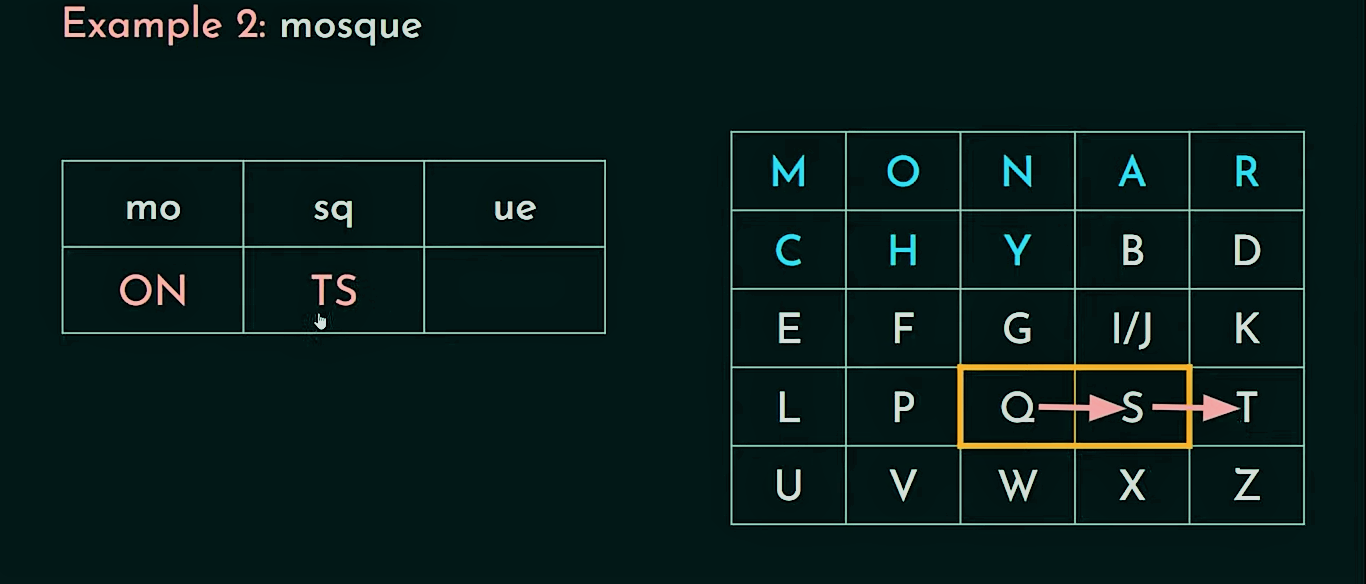 Example 2: mosque
mo sq ue
ON TS
M O N A R
C H Y B D
E F G I/J K
L P Q S T
U V W X Z